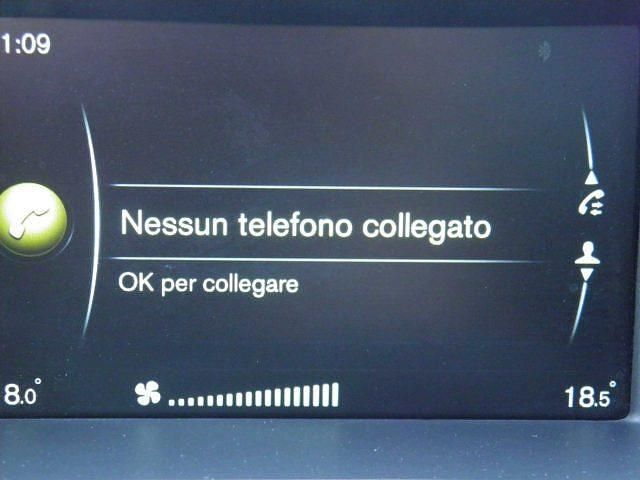 1:09
Nessun telefono collegato
OK per collegare
8.0°
18.5°